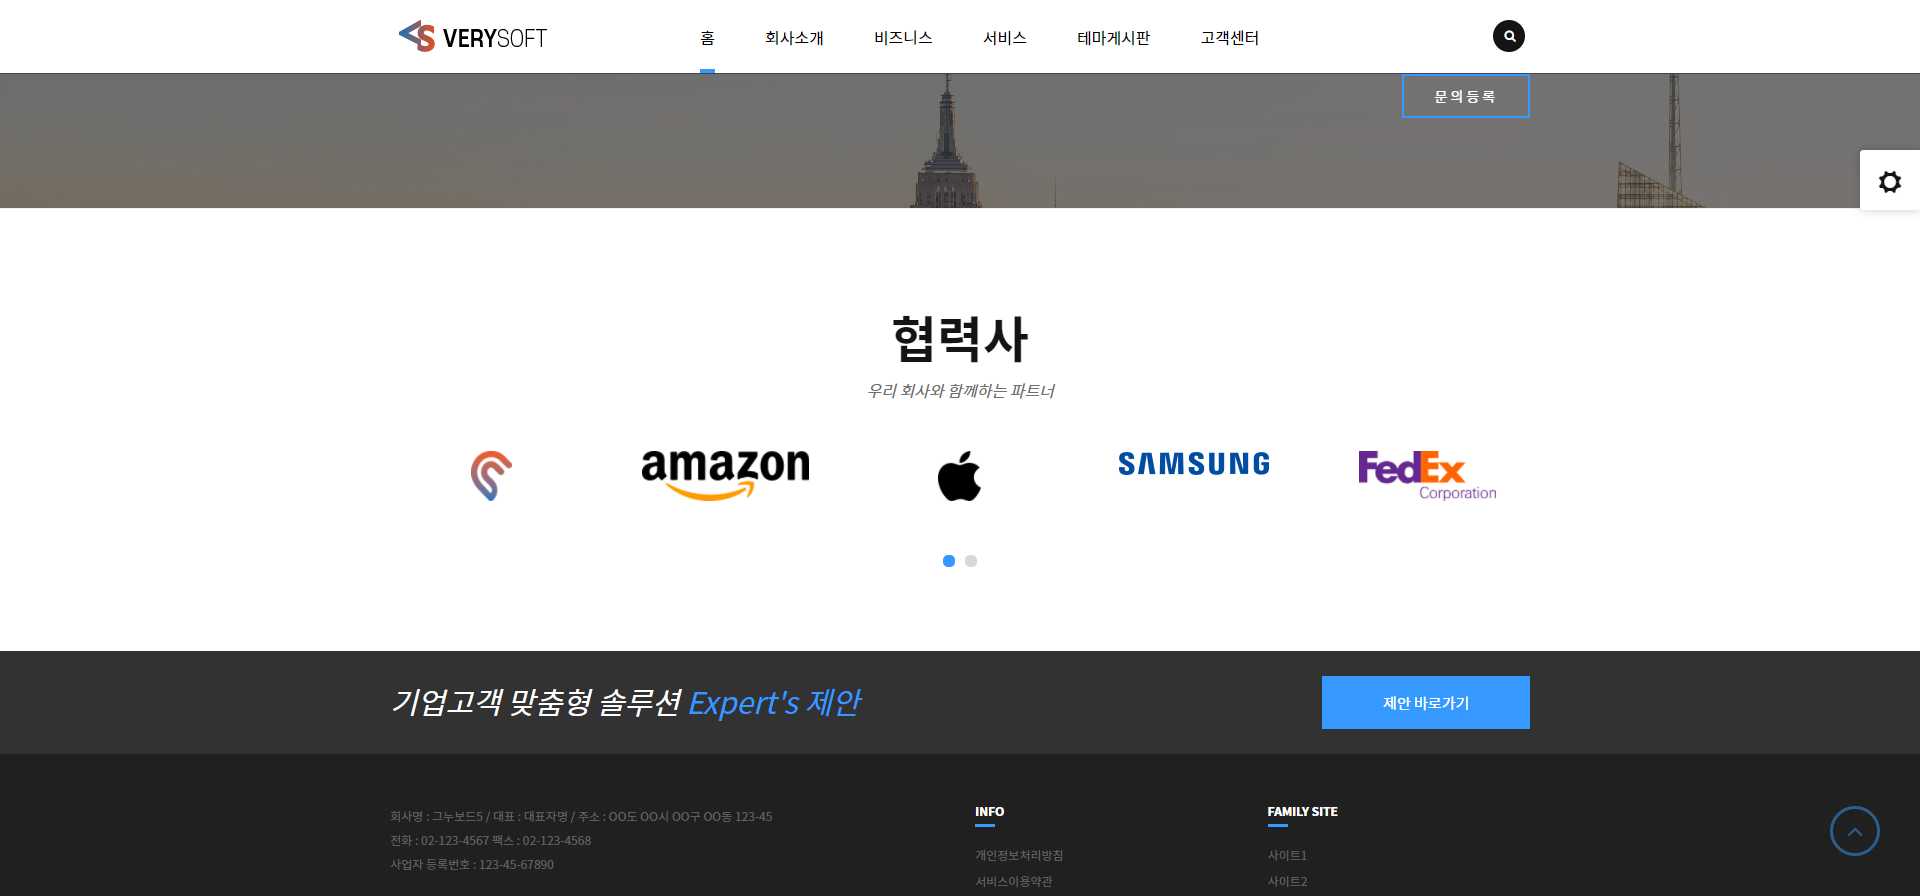 VERYSOFT
홈 회사소개 비즈니스 서비스 테마게시판 고객센터
문의등록
협력사
우리 회사와 함께하는 파트너
amazon
SAMSUNG
FedEx
Corporation
기업고객 맞춤형 솔루션 Expert's 제안
제안 바로가기
회사명 : 그누보드5 / 대표 : 대표자명 / 주소 : OO도 OO시 OO구 OO동 123-45
전화 : 02-123-4567 팩스 : 02-123-4568
사업자 등록번호 : 123-45-67890
INFO
개인정보처리방침
서비스이용약관
FAMILY SITE
사이트1
사이트2